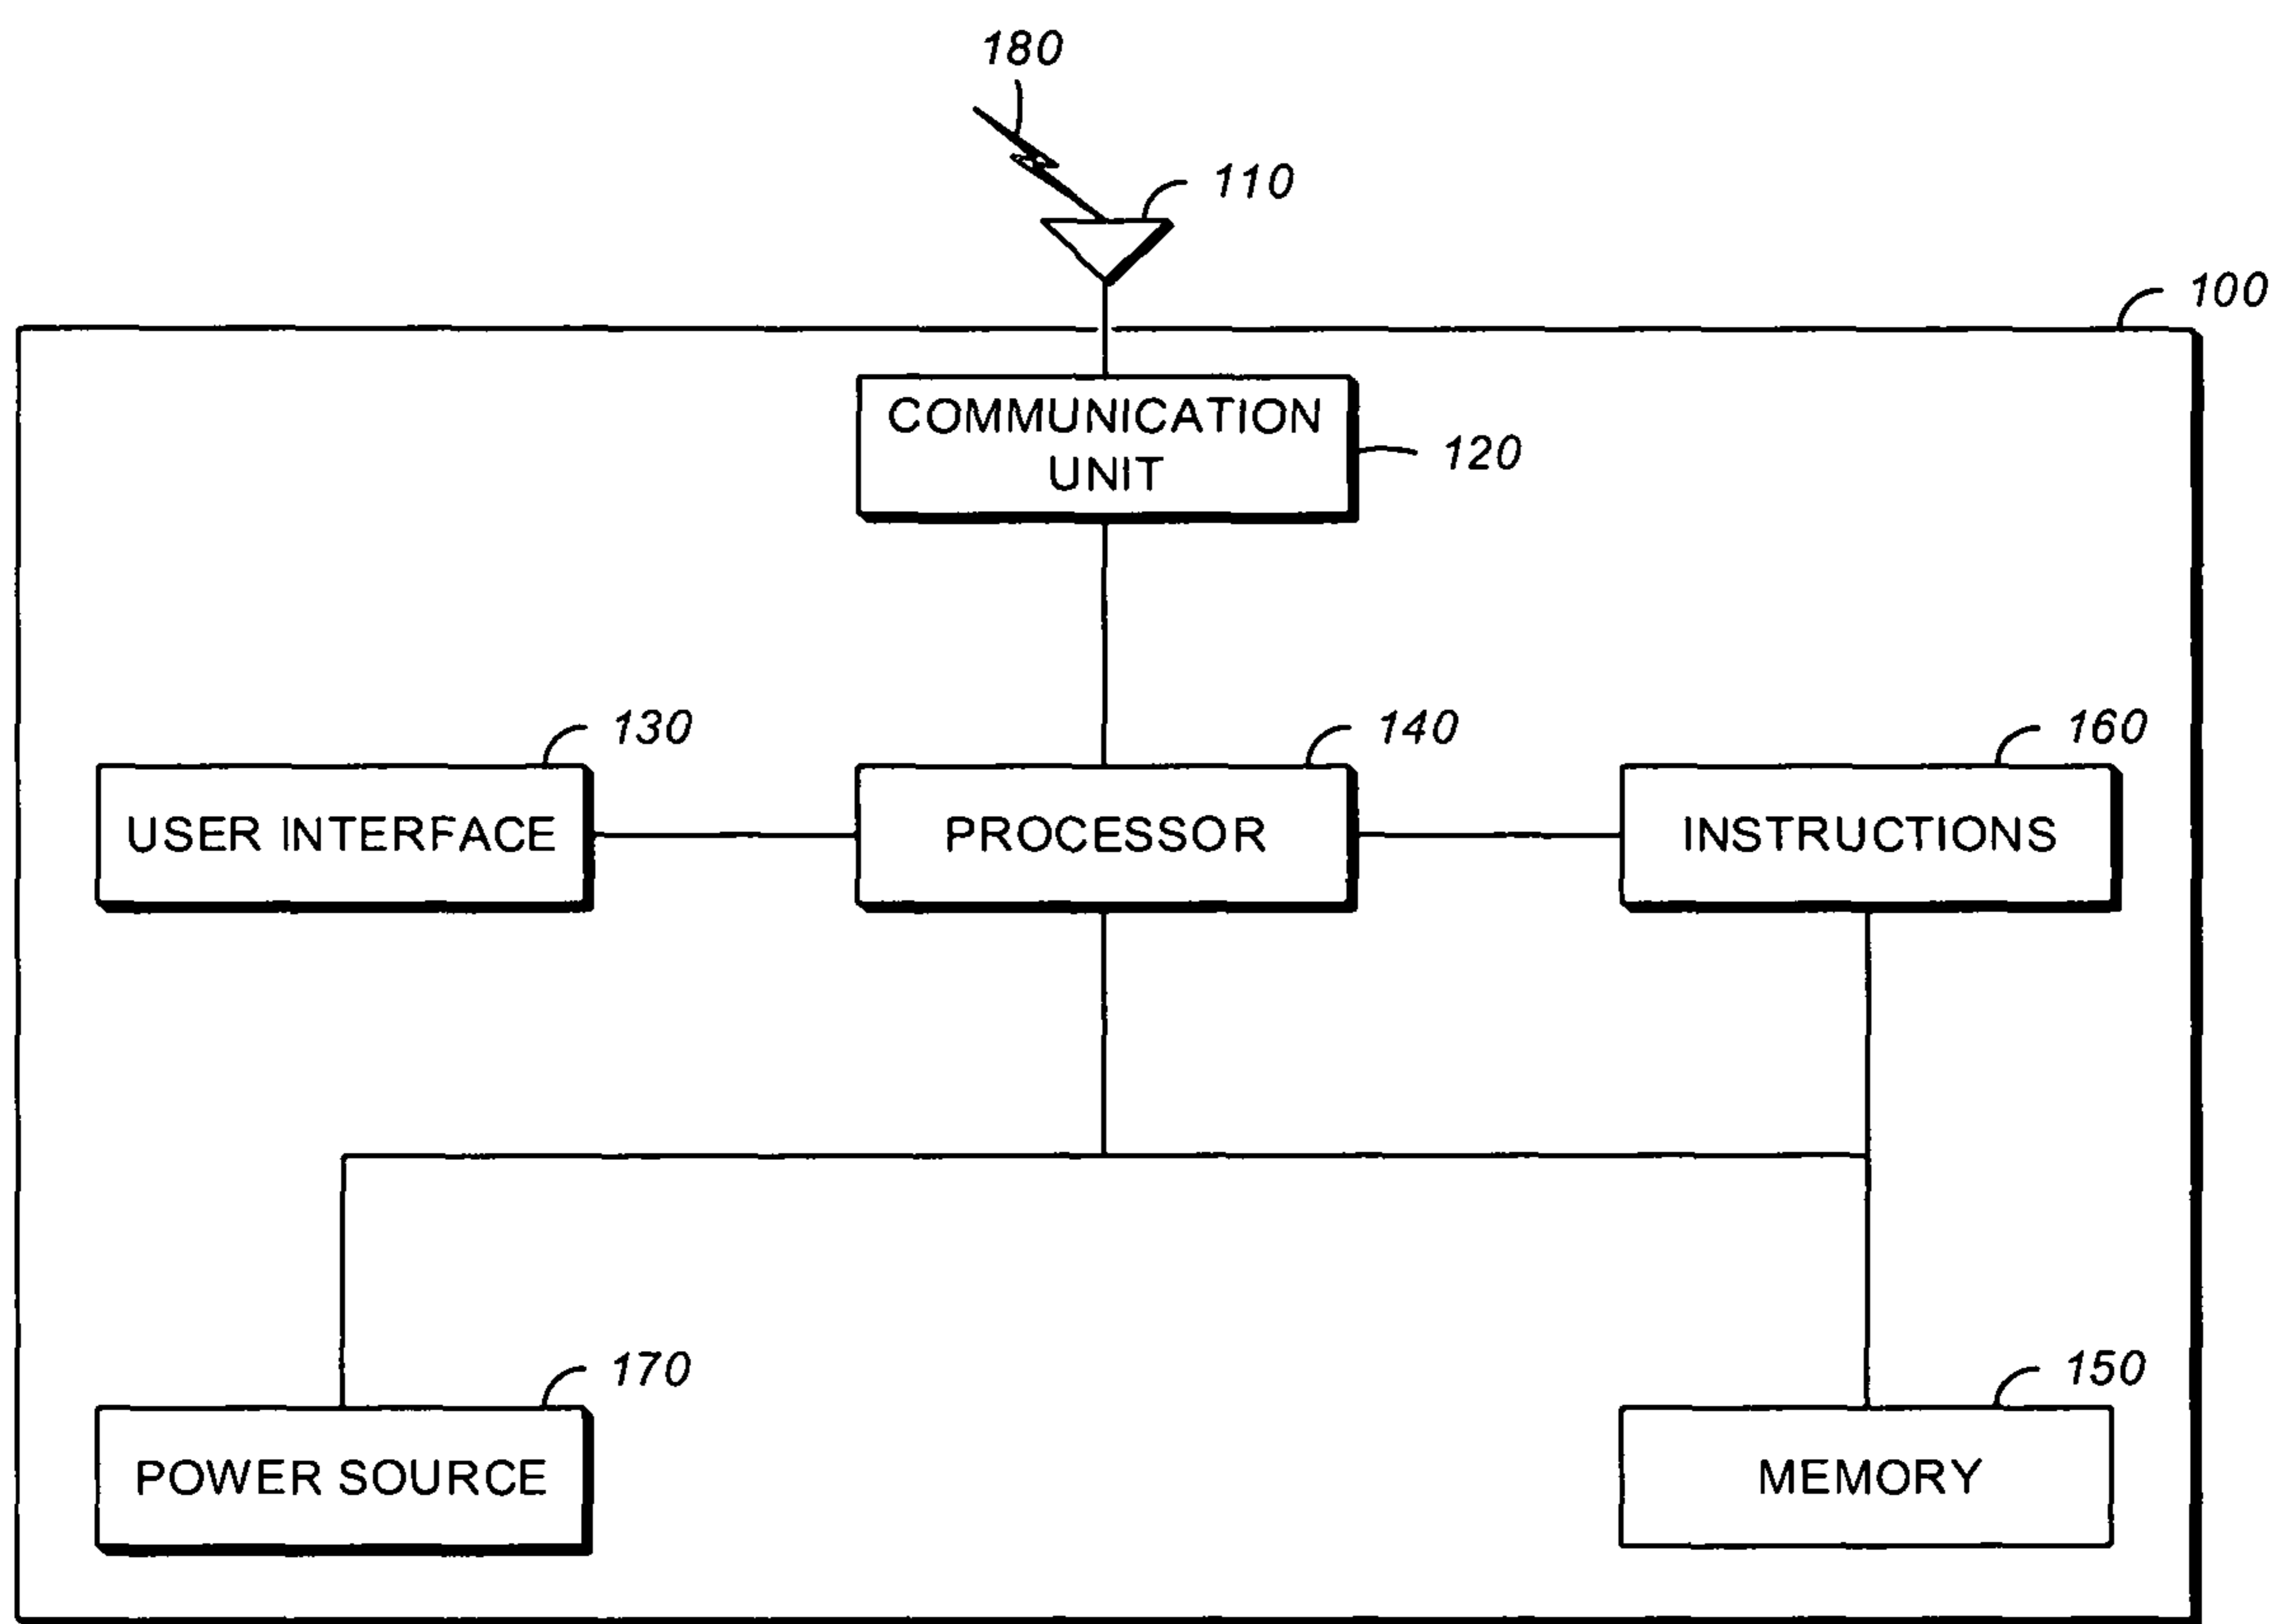 180
110
100
COMMUNICATION
UNIT
120
130
140
160
USER INTERFACE
PROCESSOR
INSTRUCTIONS
170
150
POWER SOURCE
MEMORY